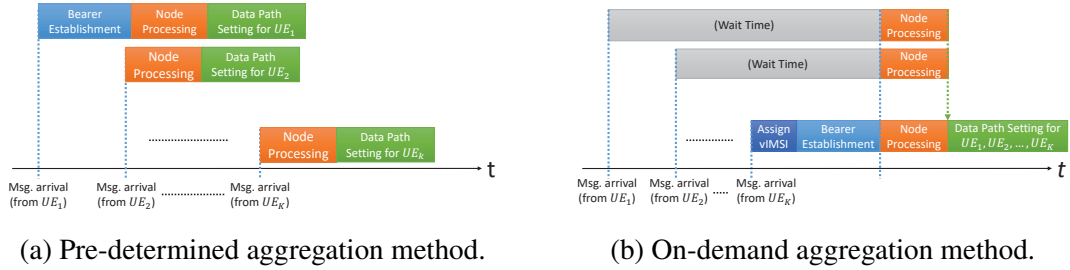 Bearer
Establishment
Node
Processing
Data Path
Setting for UE1
Node
Processing
Data Path
Setting for UE2
.....................
Node
Processing
Data Path
Setting for UEk
t
Msg. arrival
(from UE1)
Msg. arrival
(from UE2)
.................
Msg. arrival
(from UEK)
(a) Pre-determined aggregation method.
(Wait Time)
Node
Processing
(Wait Time)
Node
Processing
................
Assign
vIMSI
Bearer
Establishment
Node
Processing
Data Path Setting for
UE1, UE2, ... , UEK
t
Msg. arrival
(from UE1)
Msg. arrival
(from UE2)
.....
Msg. arrival
(from UEK)
(b) On-demand aggregation method.